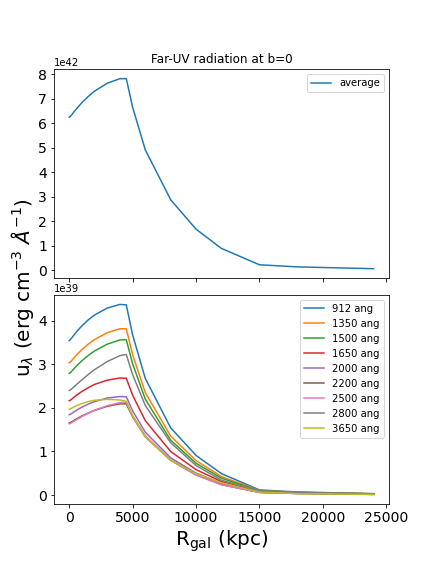 Far-UV radiation at b=0
1e42
8
7
6
5
4
3
2
1
0
average
u_λ (erg cm⁻³ Å⁻¹)
1e39
4
3
2
1
0
912 ang
1350 ang
1500 ang
1650 ang
2000 ang
2200 ang
2500 ang
2800 ang
3650 ang
0 5000 10000 15000 20000 25000
R_gal (kpc)